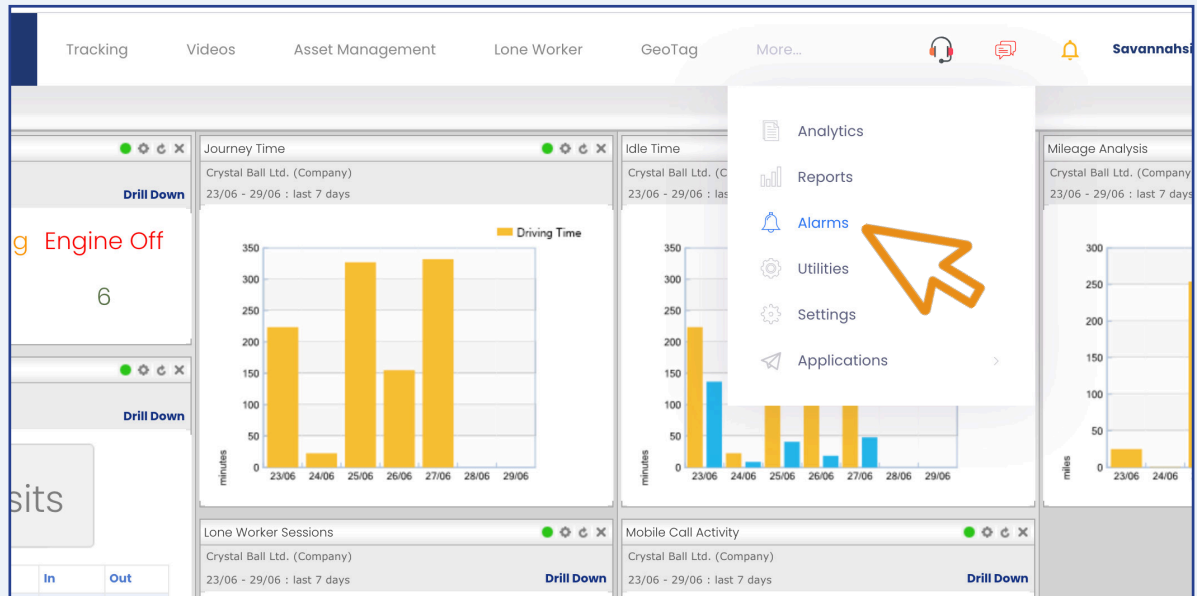 Tracking Videos Asset Management Lone Worker GeoTag More... Savannahsi
Analytics
Reports
Alarms
Utilities
Settings
Applications
Drill Down
g Engine Off
6
Drill Down
sits
In Out
Journey Time
Crystal Ball Ltd. (Company)
23/06 - 29/06 : last 7 days
Driving Time
350
300
250
200
150
100
50
0
minutes
23/06 24/06 25/06 26/06 27/06 28/06 29/06
Idle Time
Crystal Ball Ltd. (C
23/06 - 29/06 : las
350
300
250
200
150
100
50
0
minutes
23/06 24/06 25/06 26/06 27/06 28/06 29/06
Mileage Analysis
Crystal Ball Ltd. (Company
23/06 - 29/06 : last 7 days
300
250
200
150
100
50
0
miles
23/06 24/06
Lone Worker Sessions
Crystal Ball Ltd. (Company)
23/06 - 29/06 : last 7 days Drill Down
Mobile Call Activity
Crystal Ball Ltd. (Company)
23/06 - 29/06 : last 7 days Drill Down